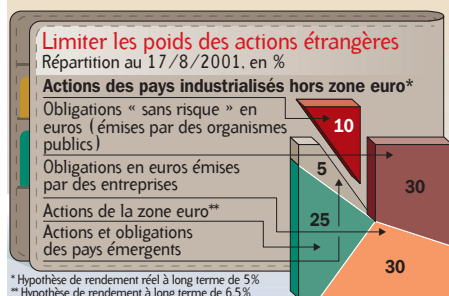 Limiter les poids des actions étrangères
Répartition au 17/8/2001, en %
Actions des pays industrialisés hors zone euro*
Obligations « sans risque » en
euros (émises par des organismes
publics)
Obligations en euros émises
par des entreprises
Actions de la zone euro**
Actions et obligations
des pays émergents
10
5
30
25
30
* Hypothèse de rendement réel à long terme de 5%
** Hypothèse de rendement à long terme de 6,5%